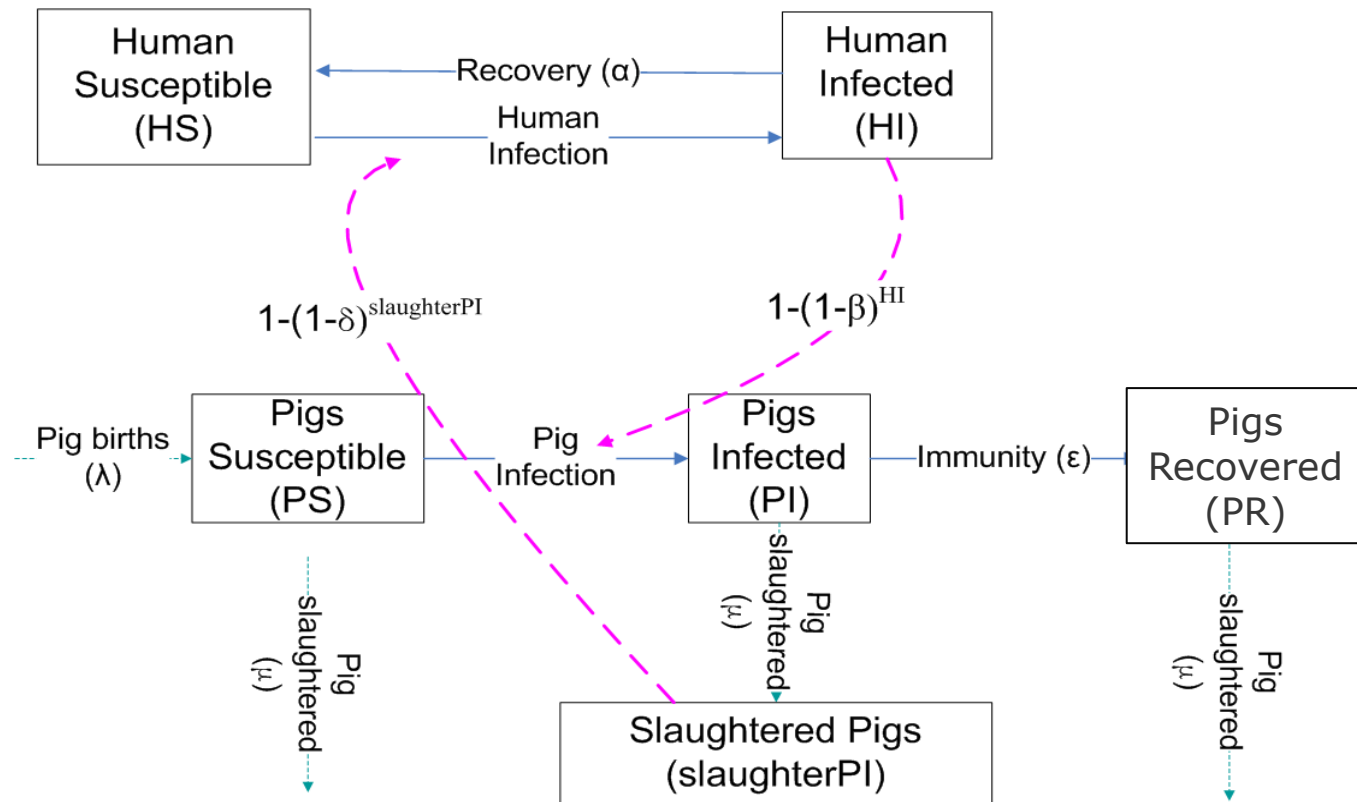 Human
Susceptible
(HS)
Recovery (α)
Human
Infection
Human
Infected
(HI)
1-(1-δ)^slaughterPI
1-(1-β)^HI
Pig births
(λ)
Pigs
Susceptible
(PS)
Pig
Infection
Pigs
Infected
(PI)
Immunity (ε)
Pigs
Recovered
(PR)
Pig
slaughtered
(μ)
Pig
slaughtered
(μ)
Pig
slaughtered
(μ)
Slaughtered Pigs
(slaughterPI)